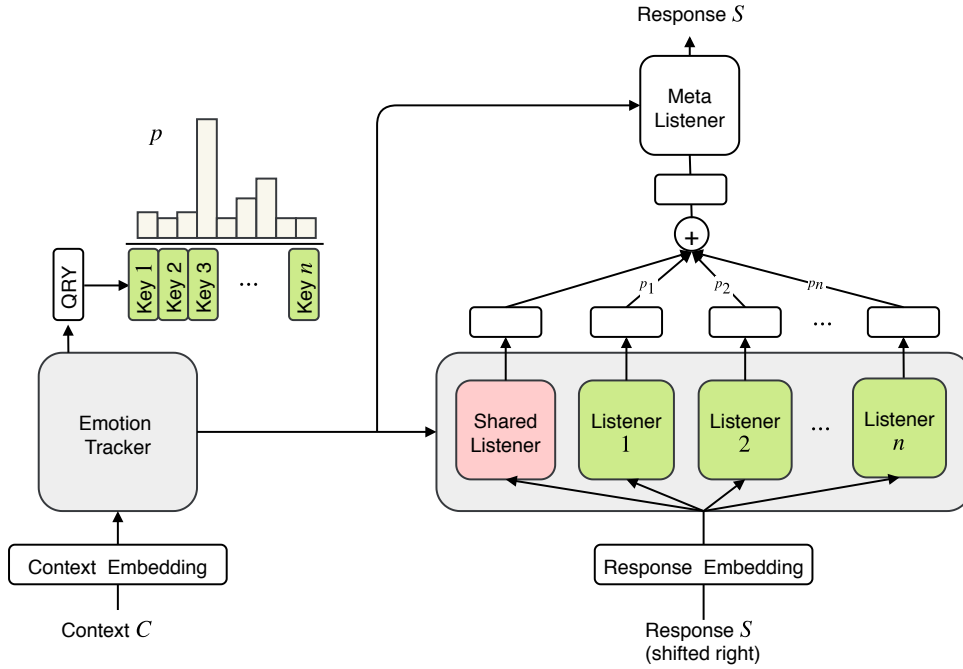 Response S
Meta
Listener
p
QRY
Key 1
Key 2
Key 3
...
Key n
+
p1
p2
pn
...
Emotion
Tracker
Shared
Listener
Listener
1
Listener
2
...
Listener
n
Context Embedding
Response Embedding
Context C
Response S
(shifted right)